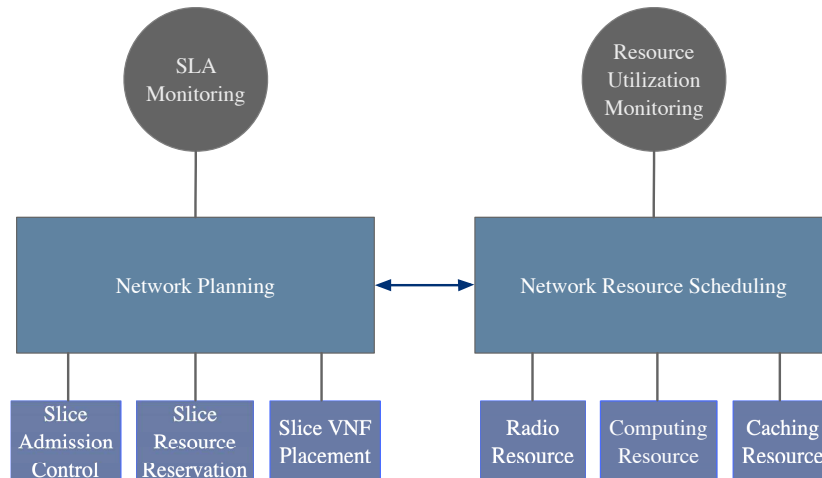 SLA
Monitoring
Resource
Utilization
Monitoring
Network Planning
Network Resource Scheduling
Slice
Admission
Control
Slice
Resource
Reservation
Slice VNF
Placement
Radio
Resource
Computing
Resource
Caching
Resource